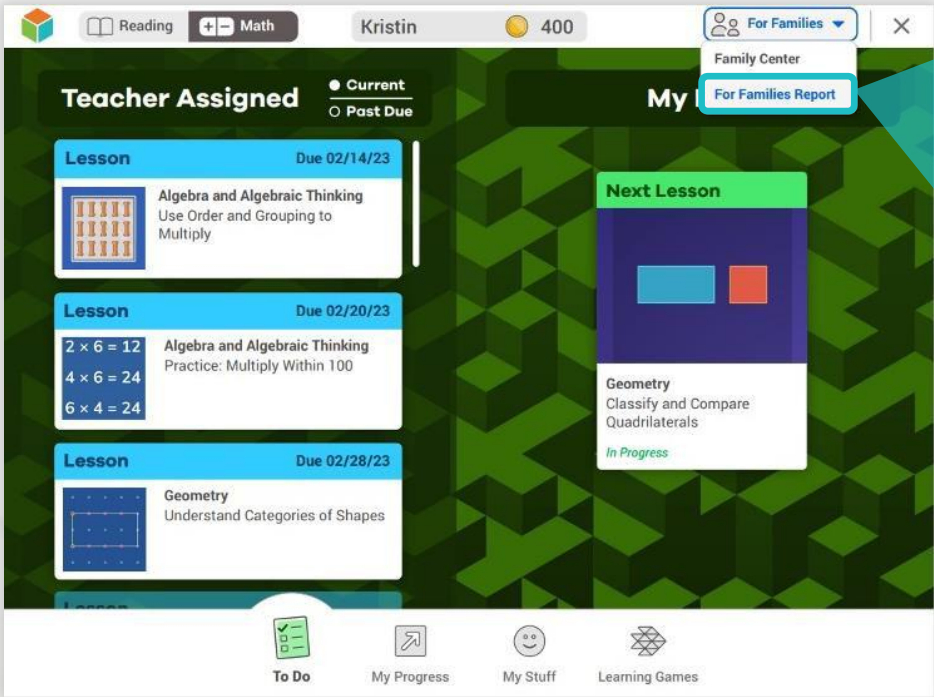 Reading
Math
Kristin
400
For Families
Family Center
For Families Report
Teacher Assigned
Current
Past Due
My
Lesson
Due 02/14/23
Algebra and Algebraic Thinking
Use Order and Grouping to
Multiply
Lesson
Due 02/20/23
2 × 6 = 12
4 × 6 = 24
6 × 4 = 24
Algebra and Algebraic Thinking
Practice: Multiply Within 100
Lesson
Due 02/28/23
Geometry
Understand Categories of Shapes
Next Lesson
Geometry
Classify and Compare
Quadrilaterals
In Progress
To Do
My Progress
My Stuff
Learning Games